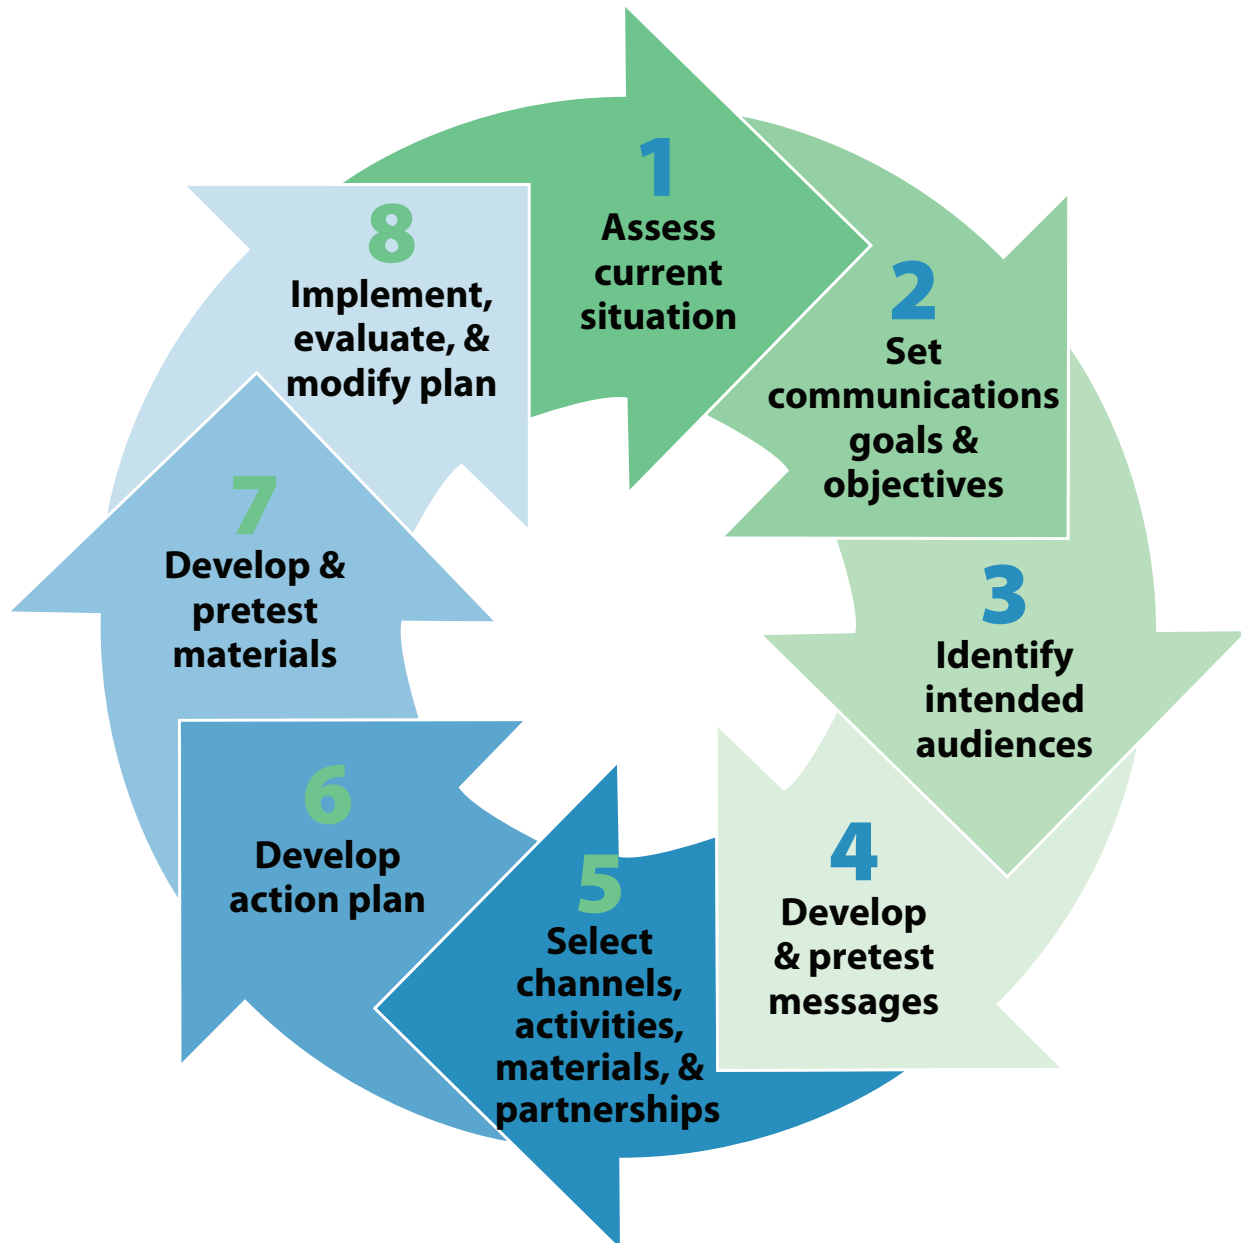 1
Assess
current
situation
2
Set
communications
goals &
objectives
3
Identify
intended
audiences
4
Develop
& pretest
messages
5
Select
channels,
activities,
materials, &
partnerships
6
Develop
action plan
7
Develop &
pretest
materials
8
Implement,
evaluate, &
modify plan